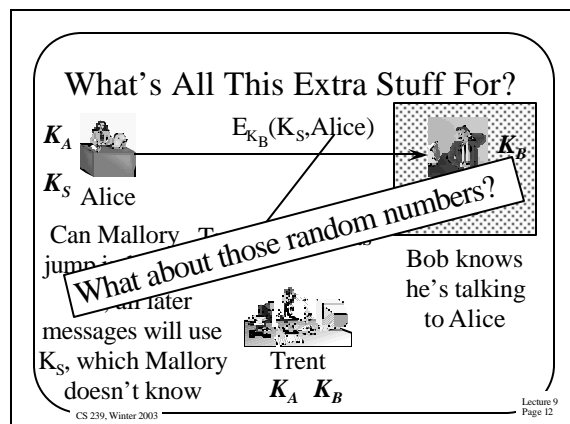 What's All This Extra Stuff For?
K_A
E_{K_B}(K_S,Alice)
K_B
K_S
Alice
What about those random numbers?
Can Mallory
jump
later
messages will use
K_S, which Mallory
doesn't know
Bob knows
he's talking
to Alice
Trent
K_A K_B
CS 239, Winter 2003
Lecture 9
Page 12